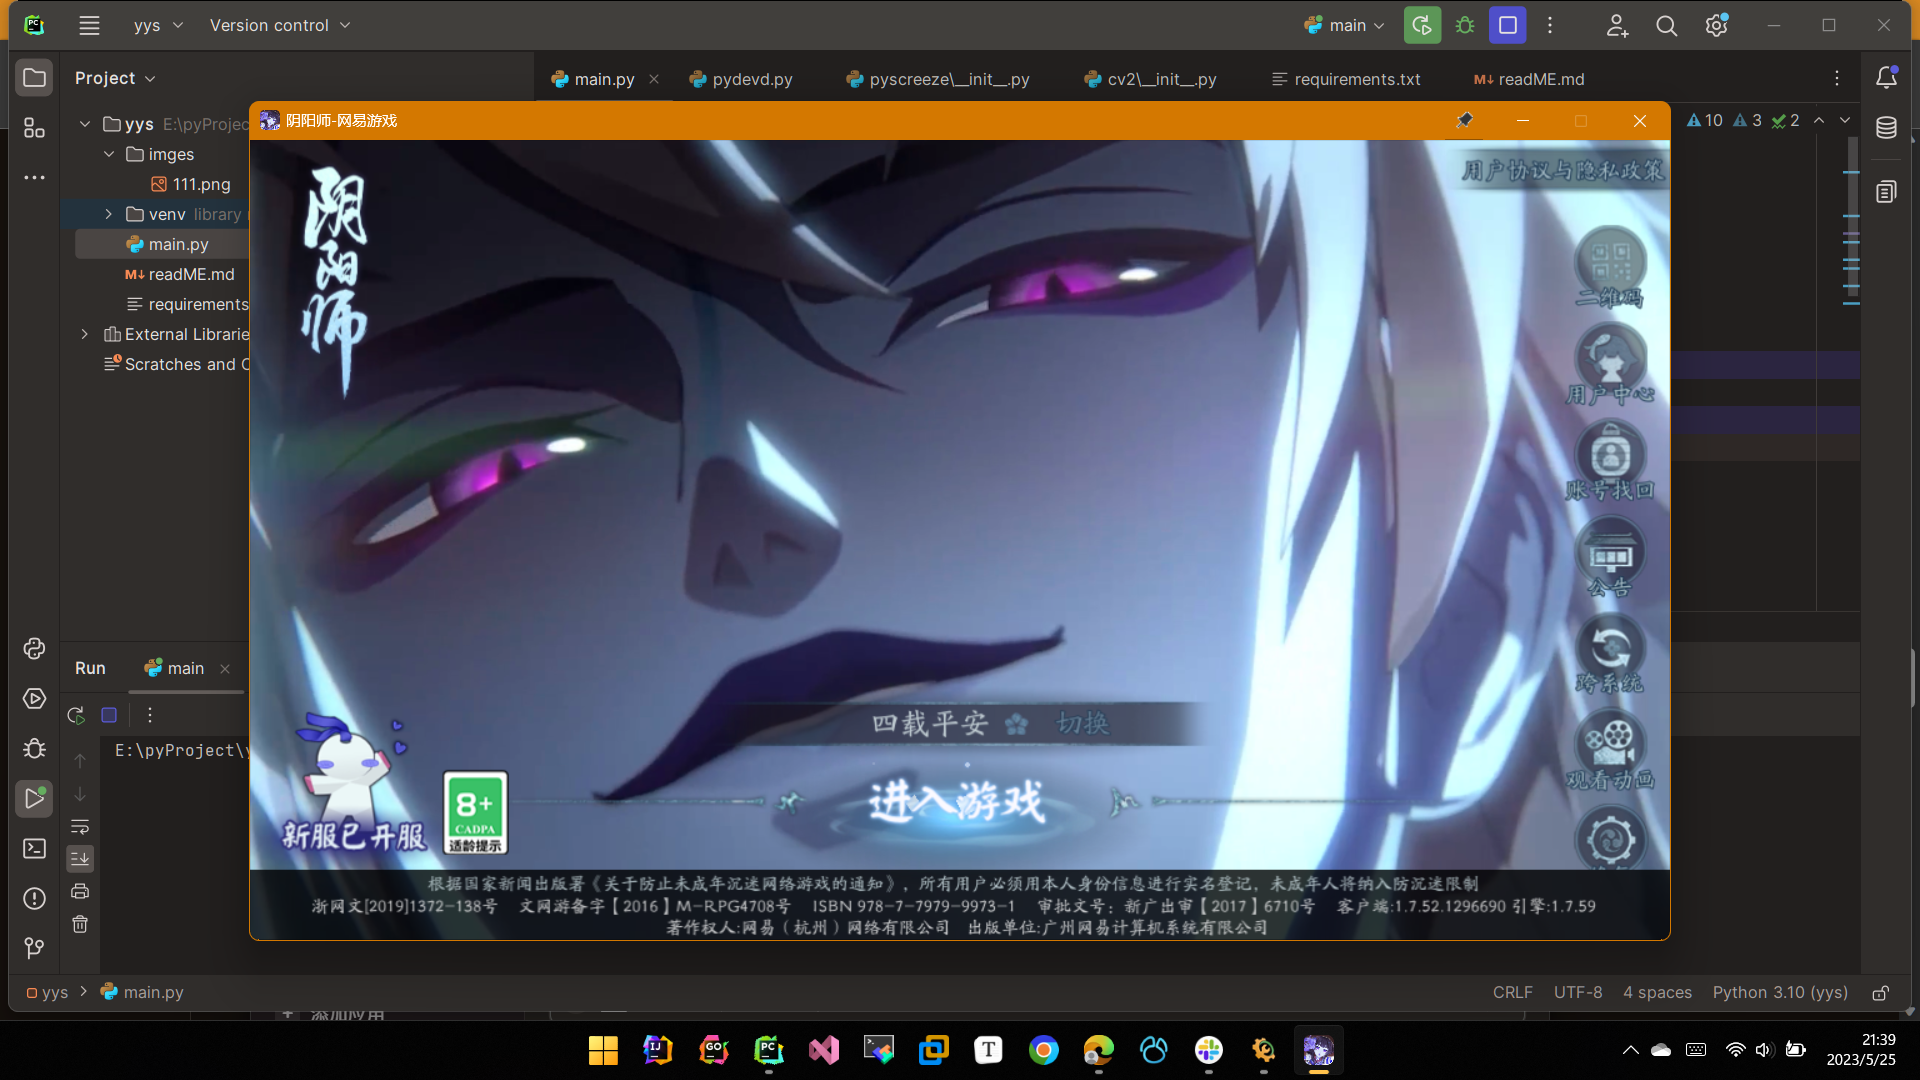 yys
Version control
main
Project
main.py
pydevd.py
pyscreeze\__init__.py
cv2\__init__.py
requirements.txt
readME.md
yys E:\pyProjec
imges
111.png
venv library
main.py
readME.md
requirements
External Librarie
Scratches and
10
3
2
阴阳师-网易游戏
阴阳师
用户协议与隐私政策
二维码
用户中心
账号找回
公告
跨系统
观看动画
四载平安
切换
进入游戏
新服已开服
8+
CADPA
适龄提示
根据国家新闻出版署《关于防止未成年沉迷网络游戏的通知》，所有用户必须用本人身份信息进行实名登记，未成年人将纳入防沉迷限制
浙网文[2019]1372-138号 文网游备字【2016】M-RPG4708号 ISBN 978-7-7979-9973-1 审批文号：新广出审【2017】6710号 客户端:1.7.52.1296690 引擎:1.7.59
著作权人:网易（杭州）网络有限公司 出版单位:广州网易计算机系统有限公司
Run
main
E:\pyProject\
yys
main.py
CRLF
UTF-8
4 spaces
Python 3.10 (yys)
添加应用
21:39
2023/5/25